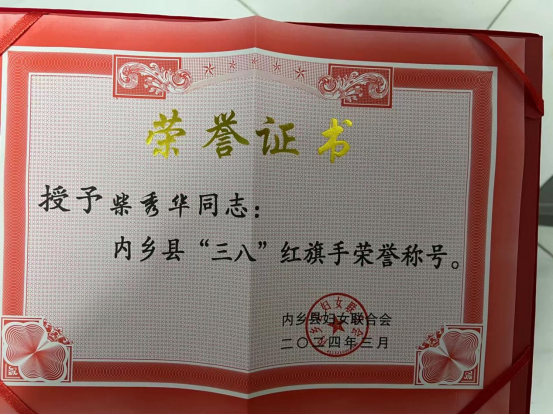 荣誉证书
授予柴秀华同志：
内乡县“三八”红旗手荣誉称号。
内乡县妇女联合会
二〇二四年三月